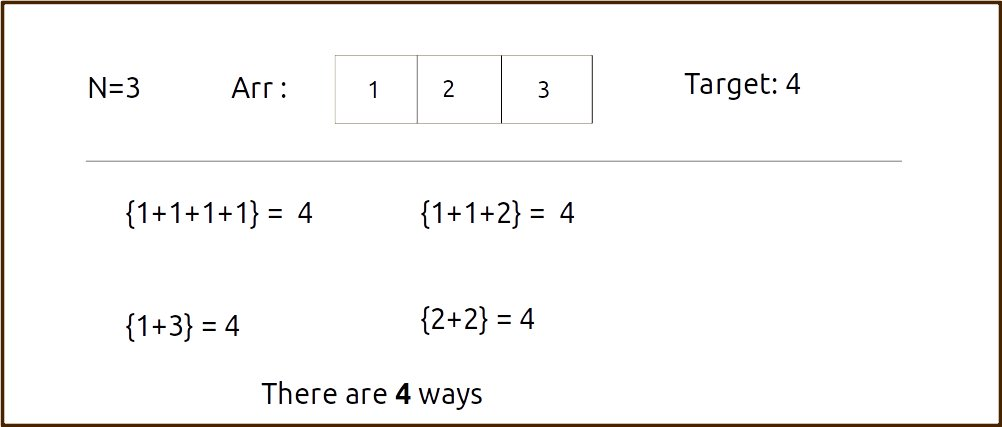 N=3 Arr : 1 2 3 Target: 4
{1+1+1+1} = 4 {1+1+2} = 4
{1+3} = 4 {2+2} = 4
There are 4 ways